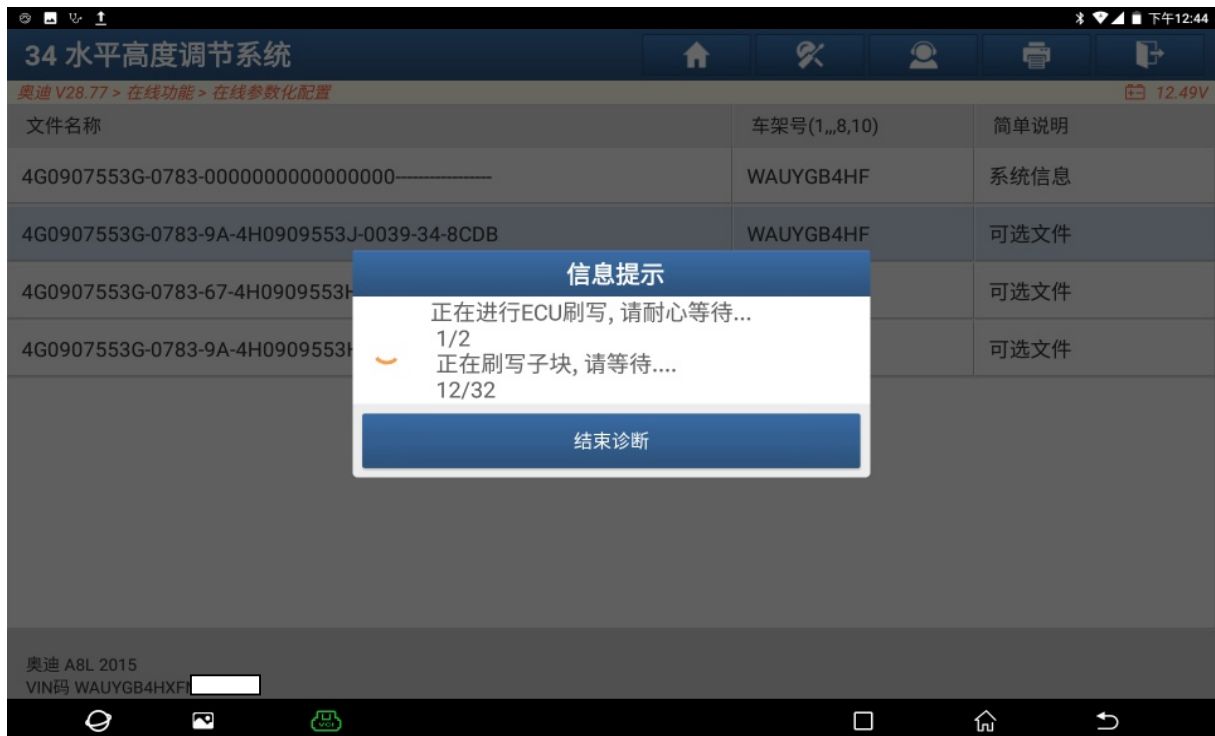 下午12:44
34 水平高度调节系统
奥迪 V28.77 > 在线功能 > 在线参数化配置
12.49V
文件名称 车架号(1,,,8,10) 简单说明
4G0907553G-0783-0000000000000000---------------- WAUYGB4HF 系统信息
4G0907553G-0783-9A-4H0909553J-0039-34-8CDB WAUYGB4HF 可选文件
4G0907553G-0783-67-4H0909553H 可选文件
4G0907553G-0783-9A-4H0909553H 可选文件
信息提示
正在进行ECU刷写, 请耐心等待...
1/2
正在刷写子块, 请等待....
12/32
结束诊断
奥迪 A8L 2015
VIN码 WAUYGB4HXF
VCI